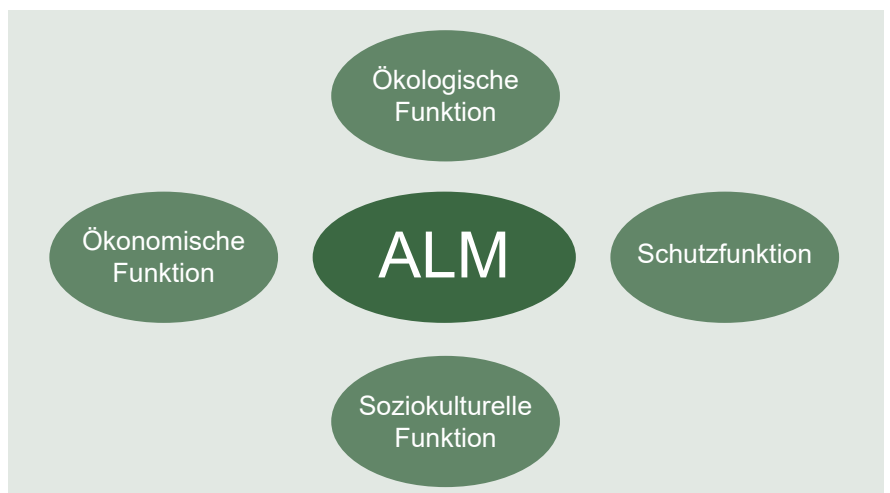 Ökologische
Funktion
Ökonomische
Funktion
ALM
Schutzfunktion
Soziokulturelle
Funktion